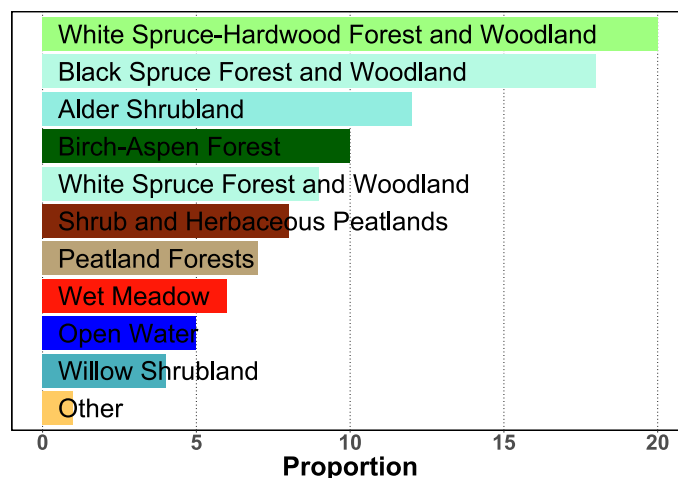 White Spruce-Hardwood Forest and Woodland
Black Spruce Forest and Woodland
Alder Shrubland
Birch-Aspen Forest
White Spruce Forest and Woodland
Shrub and Herbaceous Peatlands
Peatland Forests
Wet Meadow
Open Water
Willow Shrubland
Other
0 5 10 15 20
Proportion